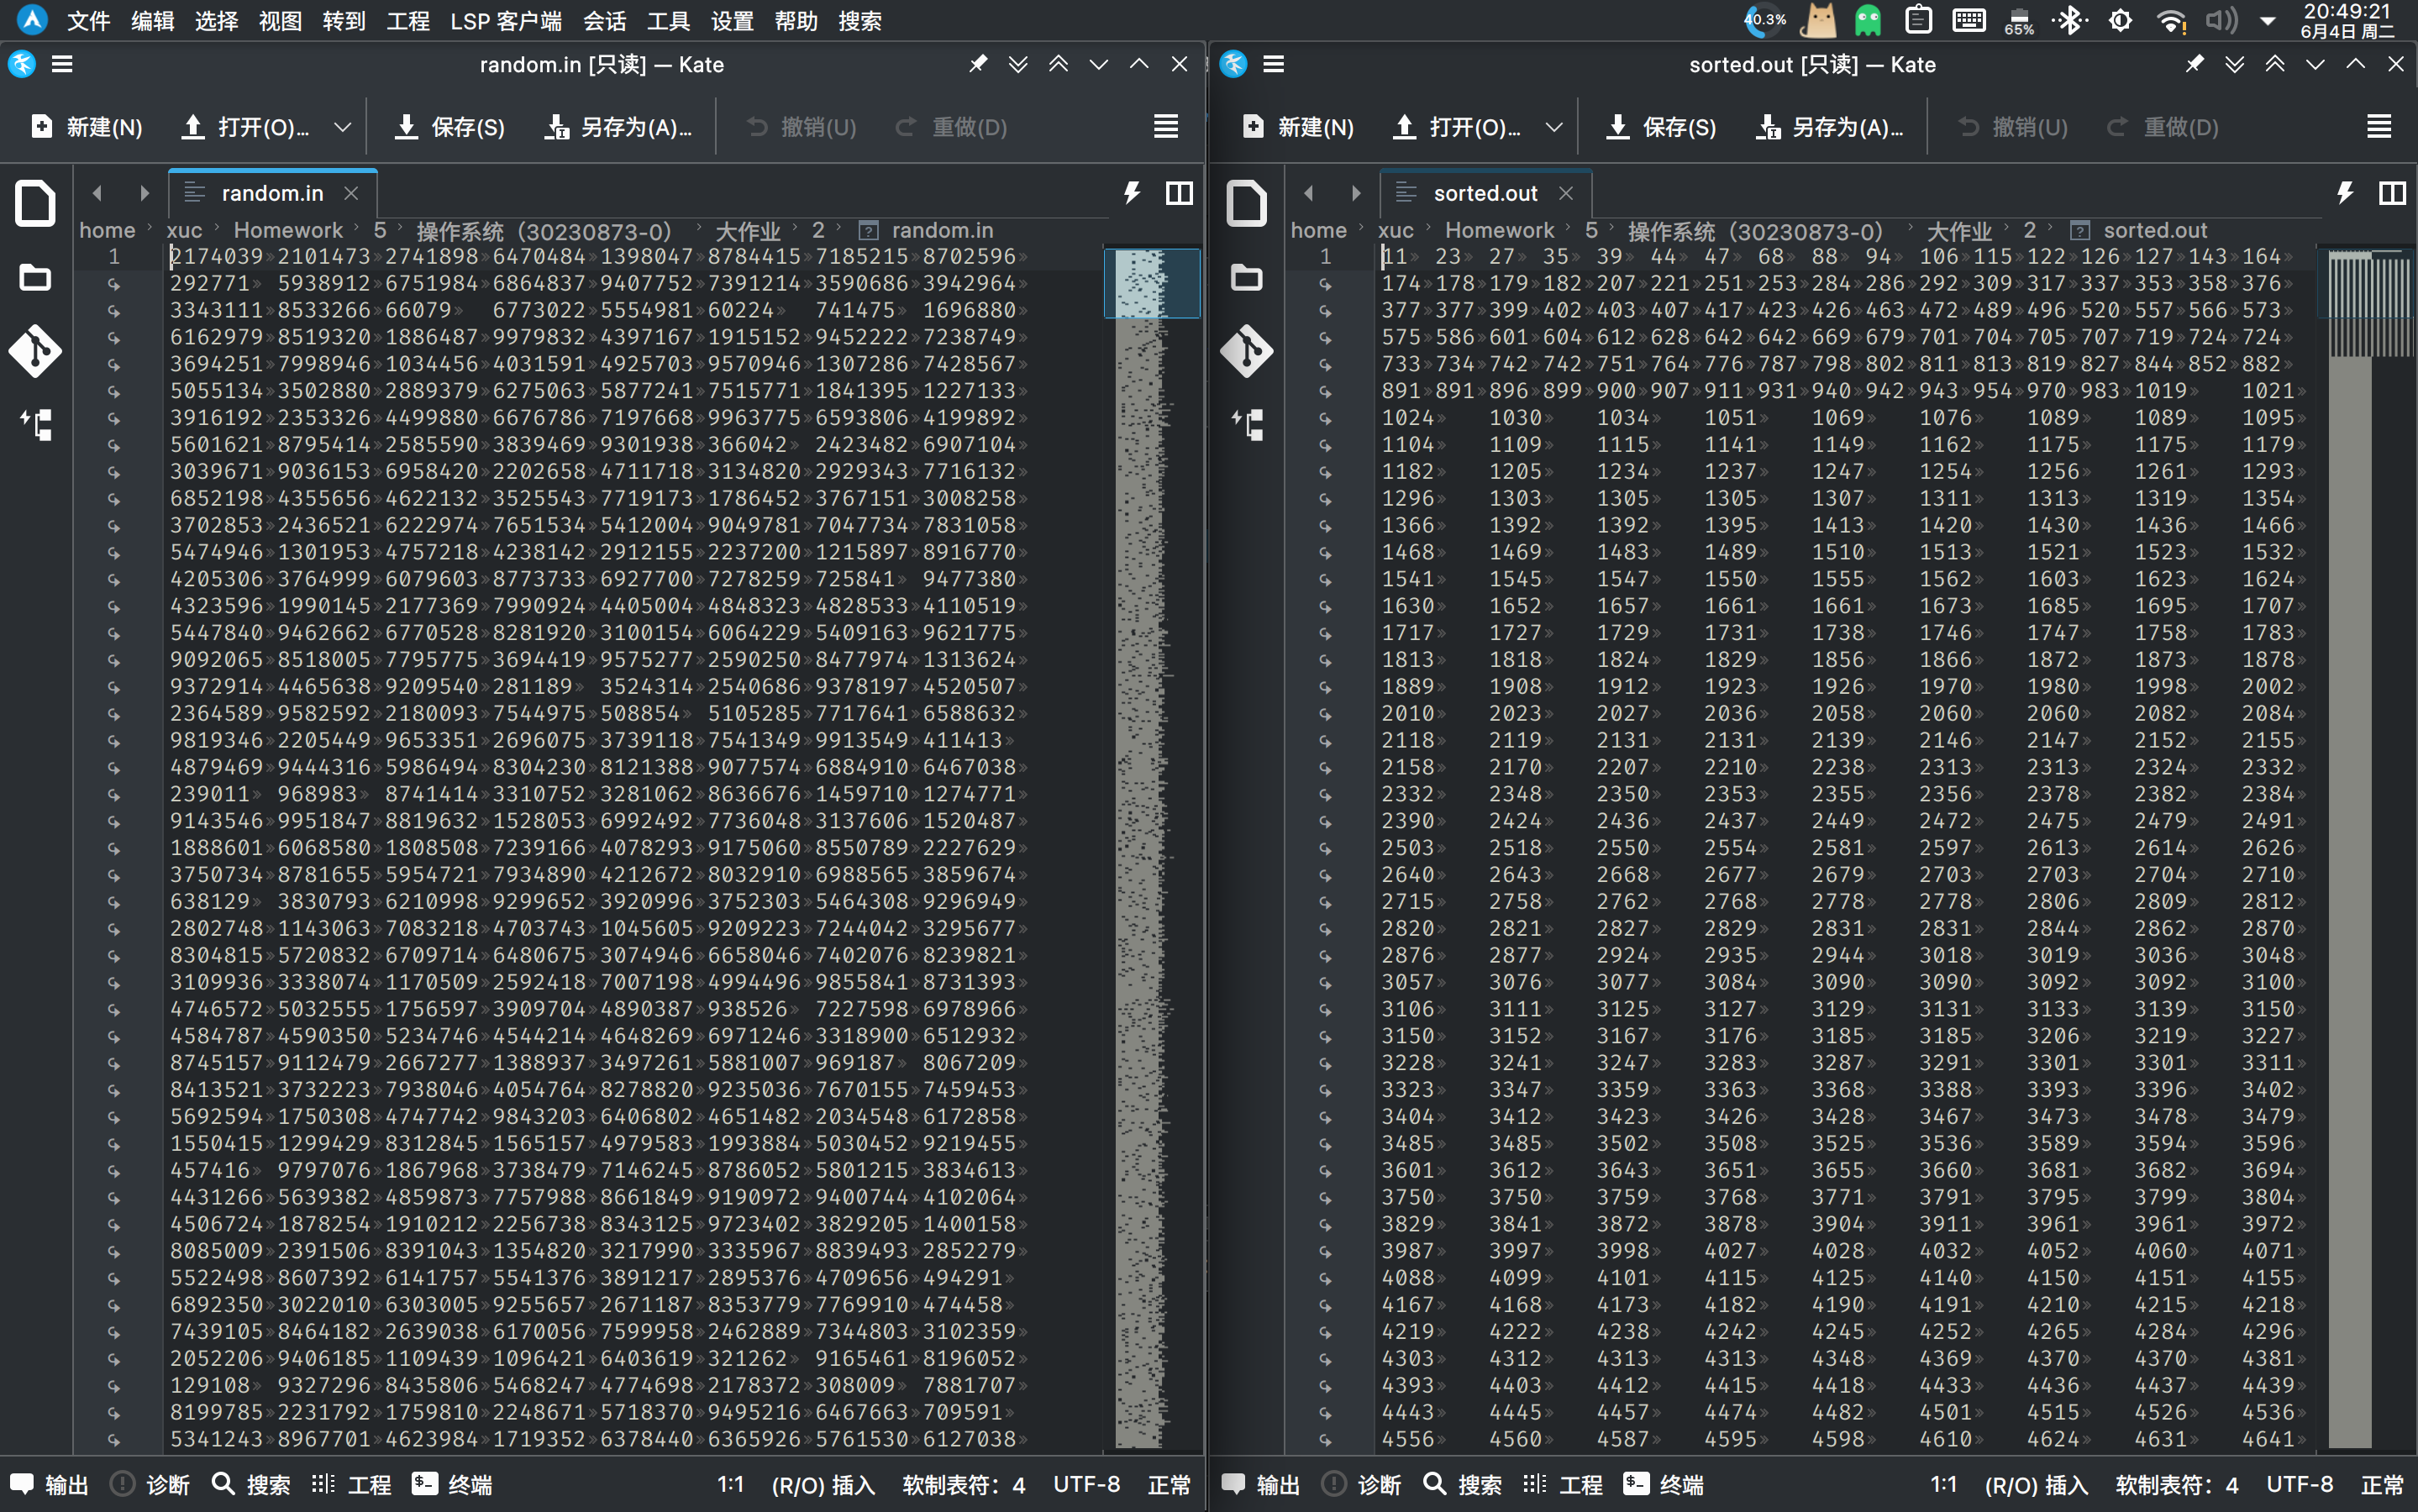 文件 编辑 选择 视图 转到 工程 LSP 客户端 会话 工具 设置 帮助 搜索
40.3% 65% 20:49:21
6月4日 周二
random.in [只读] — Kate
新建(N) 打开(O)... 保存(S) 另存为(A)... 撤销(U) 重做(D)
random.in
home › xuc › Homework › 5 › 操作系统（30230873-0） › 大作业 › 2 › random.in
1 2174039 2101473 2741898 6470484 1398047 8784415 7185215 8702596
292771 5938912 6751984 6864837 9407752 7391214 3590686 3942964
3343111 8533266 66079 6773022 5554981 60224 741475 1696880
6162979 8519320 1886487 9979832 4397167 1915152 9452222 7238749
3694251 7998946 1034456 4031591 4925703 9570946 1307286 7428567
5055134 3502880 2889379 6275063 5877241 7515771 1841395 1227133
3916192 2353326 4499880 6676786 7197668 9963775 6593806 4199892
5601621 8795414 2585590 3839469 9301938 366042 2423482 6907104
3039671 9036153 6958420 2202658 4711718 3134820 2929343 7716132
6852198 4355656 4622132 3525543 7719173 1786452 3767151 3008258
3702853 2436521 6222974 7651534 5412004 9049781 7047734 7831058
5474946 1301953 4757218 4238142 2912155 2237200 1215897 8916770
4205306 3764999 6079603 8773733 6927700 7278259 725841 9477380
4323596 1990145 2177369 7990924 4405004 4848323 4828533 4110519
5447840 9462662 6770528 8281920 3100154 6064229 5409163 9621775
9092065 8518005 7795775 3694419 9575277 2590250 8477974 1313624
9372914 4465638 9209540 281189 3524314 2540686 9378197 4520507
2364589 9582592 2180093 7544975 508854 5105285 7717641 6588632
9819346 2205449 9653351 2696075 3739118 7541349 9913549 411413
4879469 9444316 5986494 8304230 8121388 9077574 6884910 6467038
239011 968983 8741414 3310752 3281062 8636676 1459710 1274771
9143546 9951847 8819632 1528053 6992492 7736048 3137606 1520487
1888601 6068580 1808508 7239166 4078293 9175060 8550789 2227629
3750734 8781655 5954721 7934890 4212672 8032910 6988565 3859674
638129 3830793 6210998 9299652 3920996 3752303 5464308 9296949
2802748 1143063 7083218 4703743 1045605 9209223 7244042 3295677
8304815 5720832 6709714 6480675 3074946 6658046 7402076 8239821
3109936 3338074 1170509 2592418 7007198 4994496 9855841 8731393
4746572 5032555 1756597 3909704 4890387 938526 7227598 6978966
4584787 4590350 5234746 4544214 4648269 6971246 3318900 6512932
8745157 9112479 2667277 1388937 3497261 5881007 969187 8067209
8413521 3732223 7938046 4054764 8278820 9235036 7670155 7459453
5692594 1750308 4747742 9843203 6406802 4651482 2034548 6172858
1550415 1299429 8312845 1565157 4979583 1993884 5030452 9219455
457416 9797076 1867968 3738479 7146245 8786052 5801215 3834613
4431266 5639382 4859873 7757988 8661849 9190972 9400744 4102064
4506724 1878254 1910212 2256738 8343125 9723402 3829205 1400158
8085009 2391506 8391043 1354820 3217990 3335967 8839493 2852279
5522498 8607392 6141757 5541376 3891217 2895376 4709656 494291
6892350 3022010 6303005 9255657 2671187 8353779 7769910 474458
7439105 8464182 2639038 6170056 7599958 2462889 7344803 3102359
2052206 9406185 1109439 1096421 6403619 321262 9165461 8196052
129108 9327296 8435806 5468247 4774698 2178372 308009 7881707
8199785 2231792 1759810 2248671 5718370 9495216 6467663 709591
5341243 8967701 4623984 1719352 6378440 6365926 5761530 6127038
输出 诊断 搜索 工程 终端 1:1 (R/O) 插入 软制表符：4 UTF-8 正常
sorted.out [只读] — Kate
新建(N) 打开(O)... 保存(S) 另存为(A)... 撤销(U) 重做(D)
sorted.out
home › xuc › Homework › 5 › 操作系统（30230873-0） › 大作业 › 2 › sorted.out
1 11 23 27 35 39 44 47 68 88 94 106 115 122 126 127 143 164
174 178 179 182 207 221 251 253 284 286 292 309 317 337 353 358 376
377 377 399 402 403 407 417 423 426 463 472 489 496 520 557 566 573
575 586 601 604 612 628 642 642 669 679 701 704 705 707 719 724 724
733 734 742 742 751 764 776 787 798 802 811 813 819 827 844 852 882
891 891 896 899 900 907 911 931 940 942 943 954 970 983 1019 1021
1024 1030 1034 1051 1069 1076 1089 1089 1095
1104 1109 1115 1141 1149 1162 1175 1175 1179
1182 1205 1234 1237 1247 1254 1256 1261 1293
1296 1303 1305 1305 1307 1311 1313 1319 1354
1366 1392 1392 1395 1413 1420 1430 1436 1466
1468 1469 1483 1489 1510 1513 1521 1523 1532
1541 1545 1547 1550 1555 1562 1603 1623 1624
1630 1652 1657 1661 1661 1673 1685 1695 1707
1717 1727 1729 1731 1738 1746 1747 1758 1783
1813 1818 1824 1829 1856 1866 1872 1873 1878
1889 1908 1912 1923 1926 1970 1980 1998 2002
2010 2023 2027 2036 2058 2060 2060 2082 2084
2118 2119 2131 2131 2139 2146 2147 2152 2155
2158 2170 2207 2210 2238 2313 2313 2324 2332
2332 2348 2350 2353 2355 2356 2378 2382 2384
2390 2424 2436 2437 2449 2472 2475 2479 2491
2503 2518 2550 2554 2581 2597 2613 2614 2626
2640 2643 2668 2677 2679 2703 2703 2704 2710
2715 2758 2762 2768 2778 2778 2806 2809 2812
2820 2821 2827 2829 2831 2831 2844 2862 2870
2876 2877 2924 2935 2944 3018 3019 3036 3048
3057 3076 3077 3084 3090 3090 3092 3092 3100
3106 3111 3125 3127 3129 3131 3133 3139 3150
3150 3152 3167 3176 3185 3185 3206 3219 3227
3228 3241 3247 3283 3287 3291 3301 3301 3311
3323 3347 3359 3363 3368 3388 3393 3396 3402
3404 3412 3423 3426 3428 3467 3473 3478 3479
3485 3485 3502 3508 3525 3536 3589 3594 3596
3601 3612 3643 3651 3655 3660 3681 3682 3694
3750 3750 3759 3768 3771 3791 3795 3799 3804
3829 3841 3872 3878 3904 3911 3961 3961 3972
3987 3997 3998 4027 4028 4032 4052 4060 4071
4088 4099 4101 4115 4125 4140 4150 4151 4155
4167 4168 4173 4182 4190 4191 4210 4215 4218
4219 4222 4238 4242 4245 4252 4265 4284 4296
4303 4312 4313 4313 4348 4369 4370 4370 4381
4393 4403 4412 4415 4418 4433 4436 4437 4439
4443 4445 4457 4474 4482 4501 4515 4526 4536
4556 4560 4587 4595 4598 4610 4624 4631 4641
输出 诊断 搜索 工程 终端 1:1 (R/O) 插入 软制表符：4 UTF-8 正常